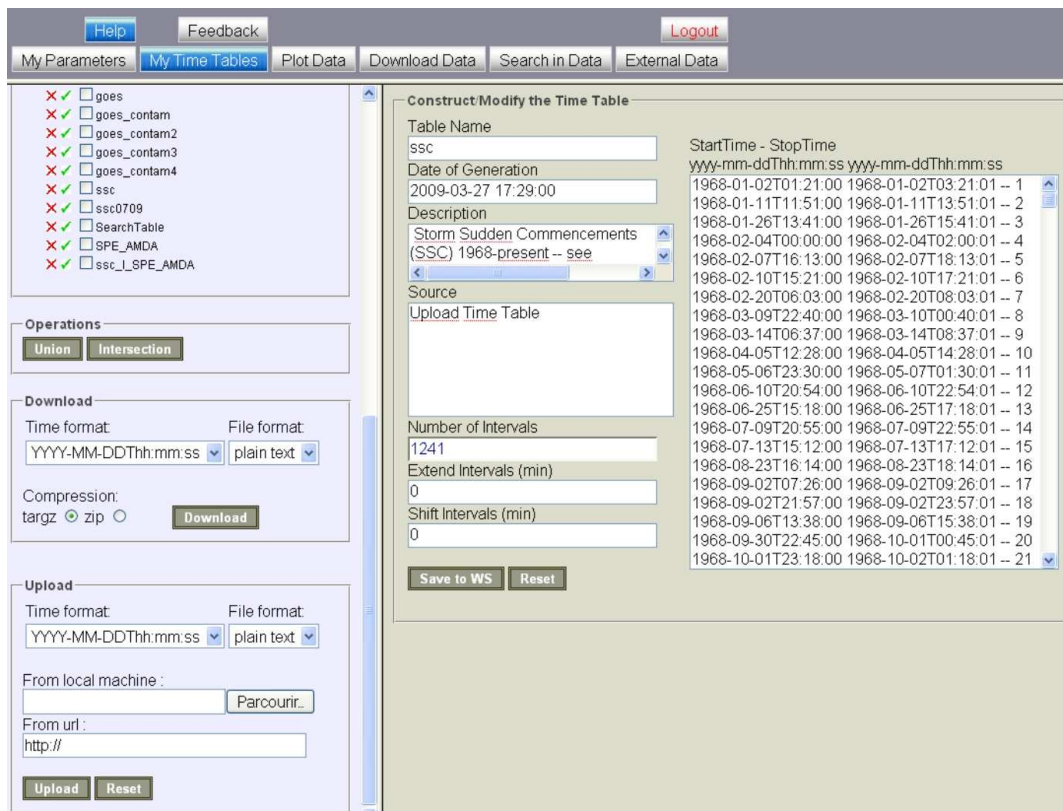 Help
Feedback
Logout
My Parameters
My Time Tables
Plot Data
Download Data
Search in Data
External Data
goes
goes_contam
goes_contam2
goes_contam3
goes_contam4
ssc
ssc0709
SearchTable
SPE_AMDA
ssc_I_SPE_AMDA
Operations
Union
Intersection
Download
Time format:
File format:
YYYY-MM-DDThh:mm:ss
plain text
Compression:
targz
zip
Download
Upload
Time format:
File format:
YYYY-MM-DDThh:mm:ss
plain text
From local machine :
Parcourir...
From url :
http://
Upload
Reset
Construct/Modify the Time Table
Table Name
ssc
Date of Generation
2009-03-27 17:29:00
Description
Storm Sudden Commencements
(SSC) 1968-present -- see
Source
Upload Time Table
Number of Intervals
1241
Extend Intervals (min)
0
Shift Intervals (min)
0
Save to WS
Reset
StartTime - StopTime
yyyy-mm-ddThh:mm:ss yyyy-mm-ddThh:mm:ss
1968-01-02T01:21:00 1968-01-02T03:21:01 -- 1
1968-01-11T11:51:00 1968-01-11T13:51:01 -- 2
1968-01-26T13:41:00 1968-01-26T15:41:01 -- 3
1968-02-04T00:00:00 1968-02-04T02:00:01 -- 4
1968-02-07T16:13:00 1968-02-07T18:13:01 -- 5
1968-02-10T15:21:00 1968-02-10T17:21:01 -- 6
1968-02-20T06:03:00 1968-02-20T08:03:01 -- 7
1968-03-09T22:40:00 1968-03-10T00:40:01 -- 8
1968-03-14T06:37:00 1968-03-14T08:37:01 -- 9
1968-04-05T12:28:00 1968-04-05T14:28:01 -- 10
1968-05-06T23:30:00 1968-05-07T01:30:01 -- 11
1968-06-10T20:54:00 1968-06-10T22:54:01 -- 12
1968-06-25T15:18:00 1968-06-25T17:18:01 -- 13
1968-07-09T20:55:00 1968-07-09T22:55:01 -- 14
1968-07-13T15:12:00 1968-07-13T17:12:01 -- 15
1968-08-23T16:14:00 1968-08-23T18:14:01 -- 16
1968-09-02T07:26:00 1968-09-02T09:26:01 -- 17
1968-09-02T21:57:00 1968-09-02T23:57:01 -- 18
1968-09-06T13:38:00 1968-09-06T15:38:01 -- 19
1968-09-30T22:45:00 1968-10-01T00:45:01 -- 20
1968-10-01T23:18:00 1968-10-02T01:18:01 -- 21